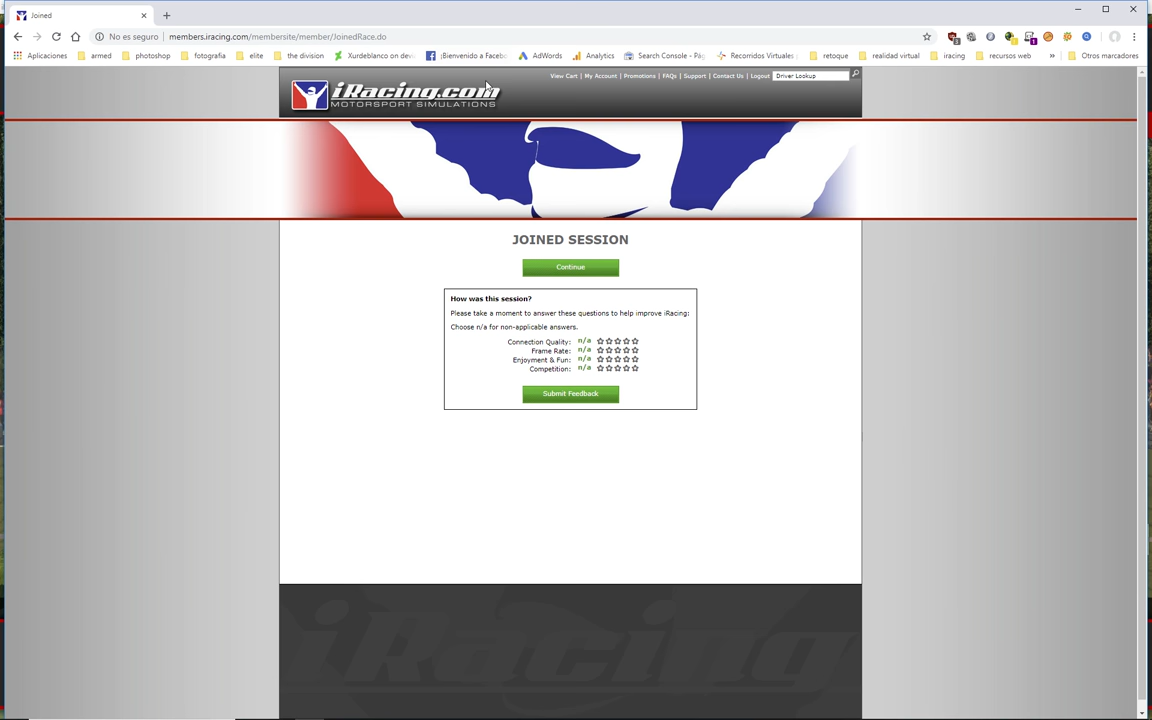 Joined
No es seguro | members.iracing.com/membersite/member/JoinedRace.do
Aplicaciones armed photoshop fotografia elite the division Xurdeblanco on devi ¡Bienvenido a Facebo AdWords Analytics Search Console - Pág Recorridos Virtuales retoque realidad virtual iracing recursos web » Otros marcadores
View Cart | My Account | Promotions | FAQs | Support | Contact Us | Logout Driver Lookup
iRacing.com
MOTORSPORT SIMULATIONS
JOINED SESSION
Continue
How was this session?
Please take a moment to answer these questions to help improve iRacing:
Choose n/a for non-applicable answers.
Connection Quality: n/a
Frame Rate: n/a
Enjoyment & Fun: n/a
Competition: n/a
Submit Feedback
iRacing